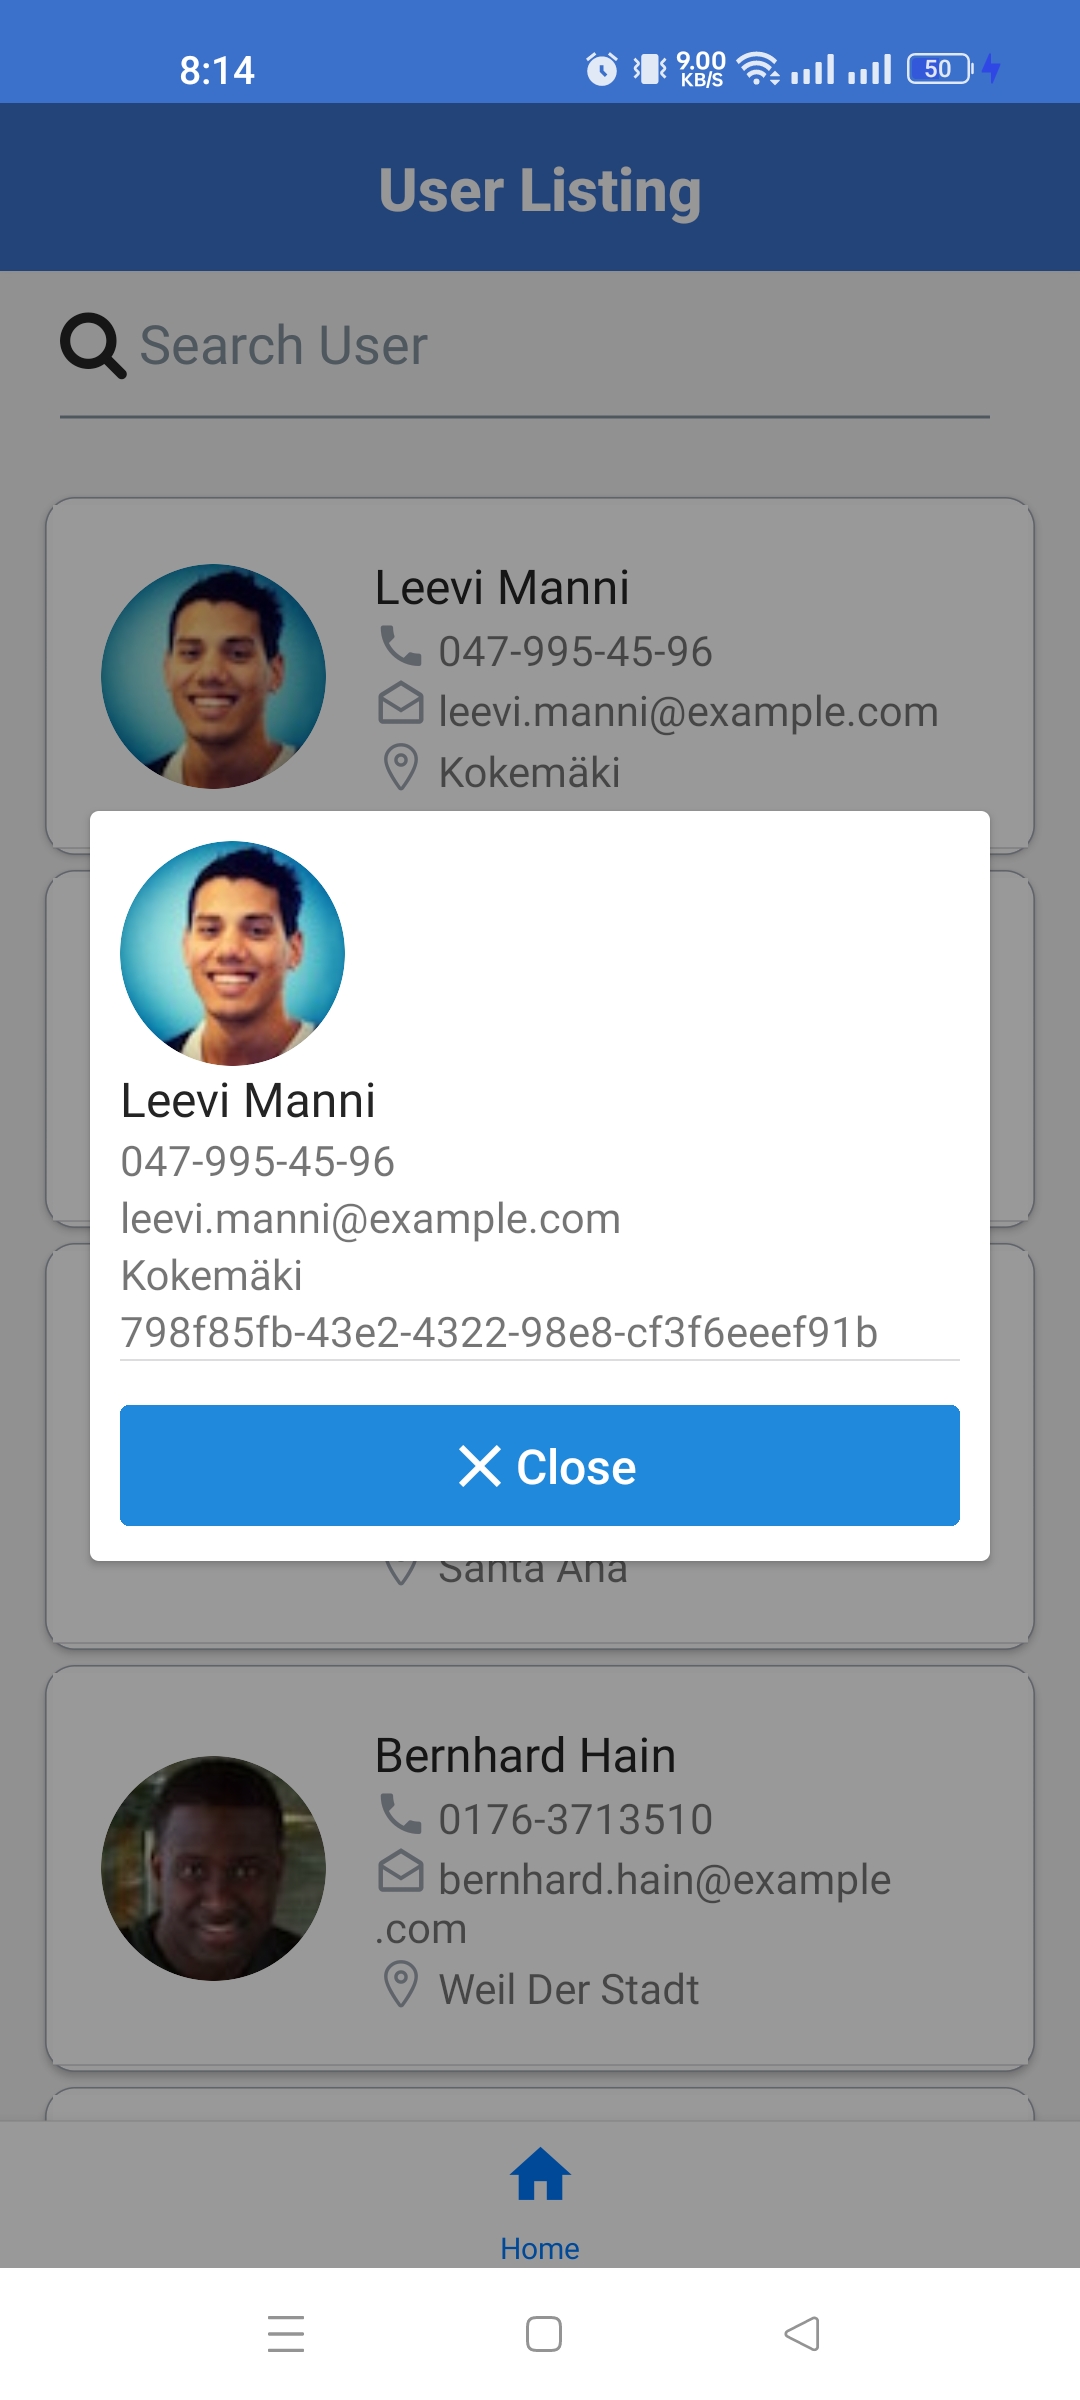 8:14
9.00
KB/S
50
User Listing
Search User
Leevi Manni
047-995-45-96
leevi.manni@example.com
Kokemäki
Leevi Manni
047-995-45-96
leevi.manni@example.com
Kokemäki
798f85fb-43e2-4322-98e8-cf3f6eeef91b
Close
Santa Ana
Bernhard Hain
0176-3713510
bernhard.hain@example
.com
Weil Der Stadt
Home